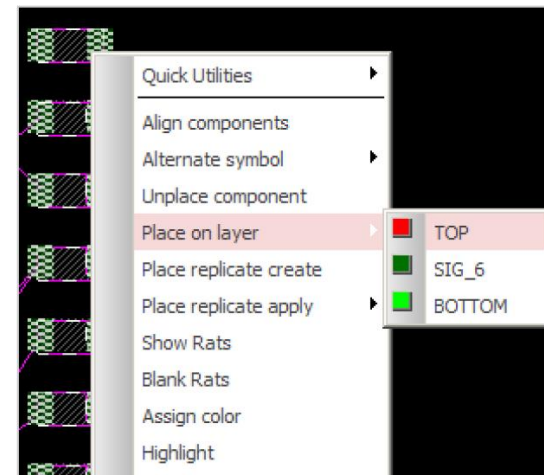 Quick Utilities
Align components
Alternate symbol
Unplace component
Place on layer
TOP
Place replicate create
SIG_6
Place replicate apply
BOTTOM
Show Rats
Blank Rats
Assign color
Highlight